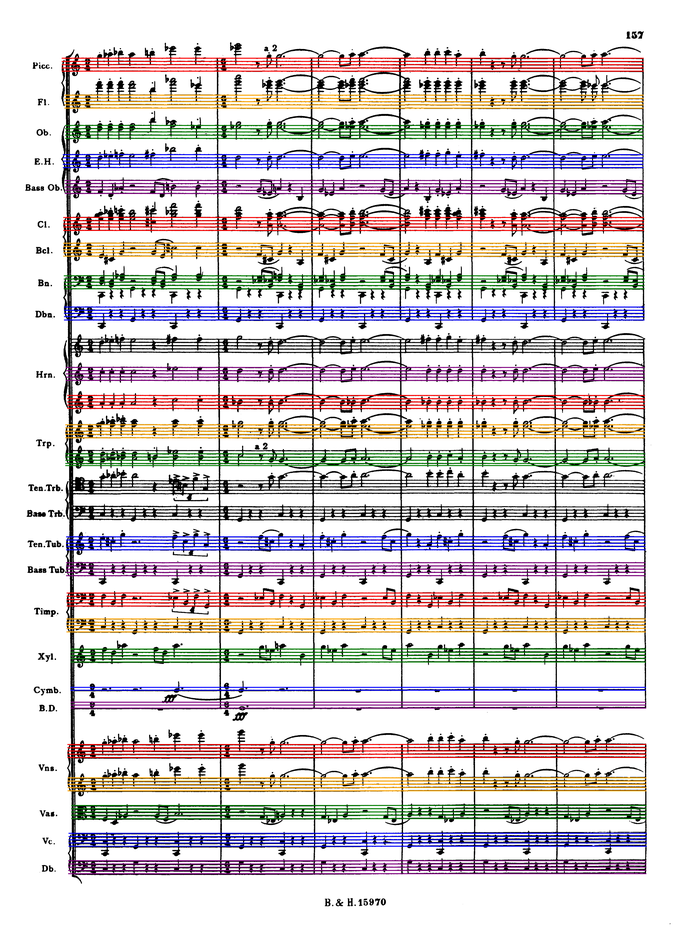 157
a 2
Picc.
Fl.
Ob.
E.H.
Bass Ob.
Cl.
Bcl.
Bn.
Dbn.
Hrn.
Trp.
a 2
Ten.Trb.
Bass Trb.
Ten.Tub.
Bass Tub.
Timp.
Xyl.
Cymb.
fff
B.D.
fff
Vns.
Vas.
Vc.
Db.
B. & H. 15970